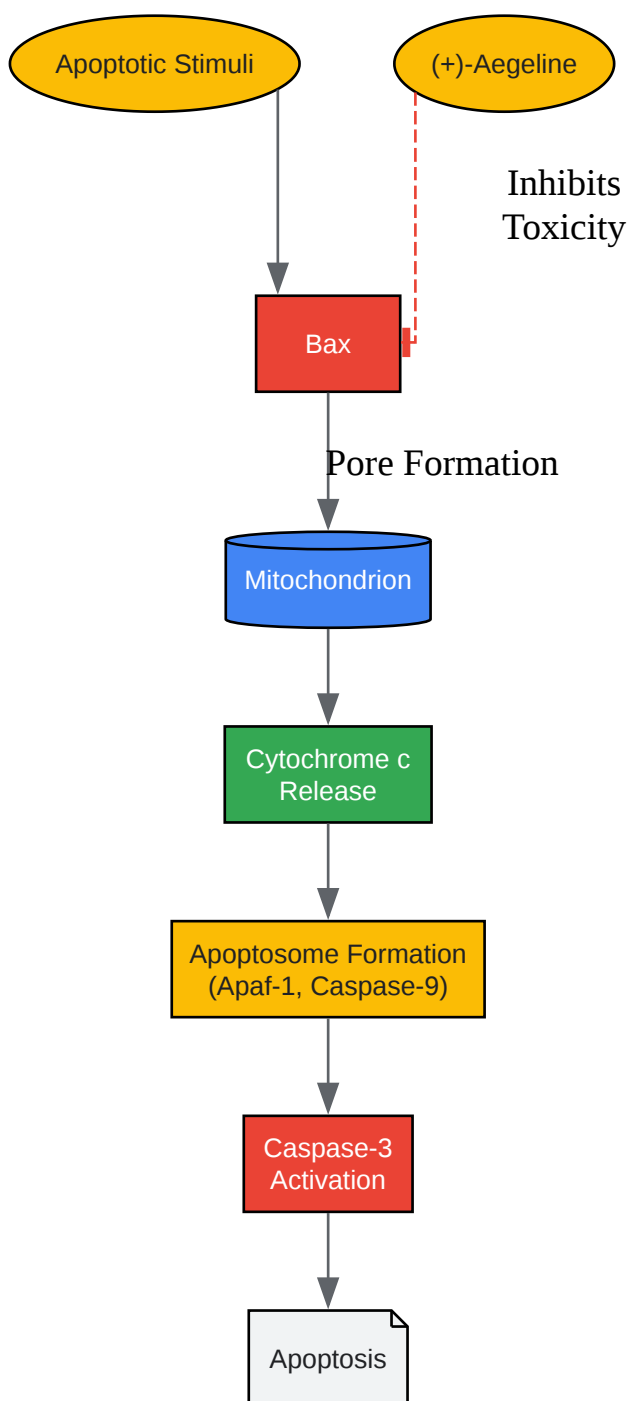 Apoptotic Stimuli
(+)-Aegeline
Inhibits
Toxicity
Bax
Pore Formation
Mitochondrion
Cytochrome c
Release
Apoptosome Formation
(Apaf-1, Caspase-9)
Caspase-3
Activation
Apoptosis